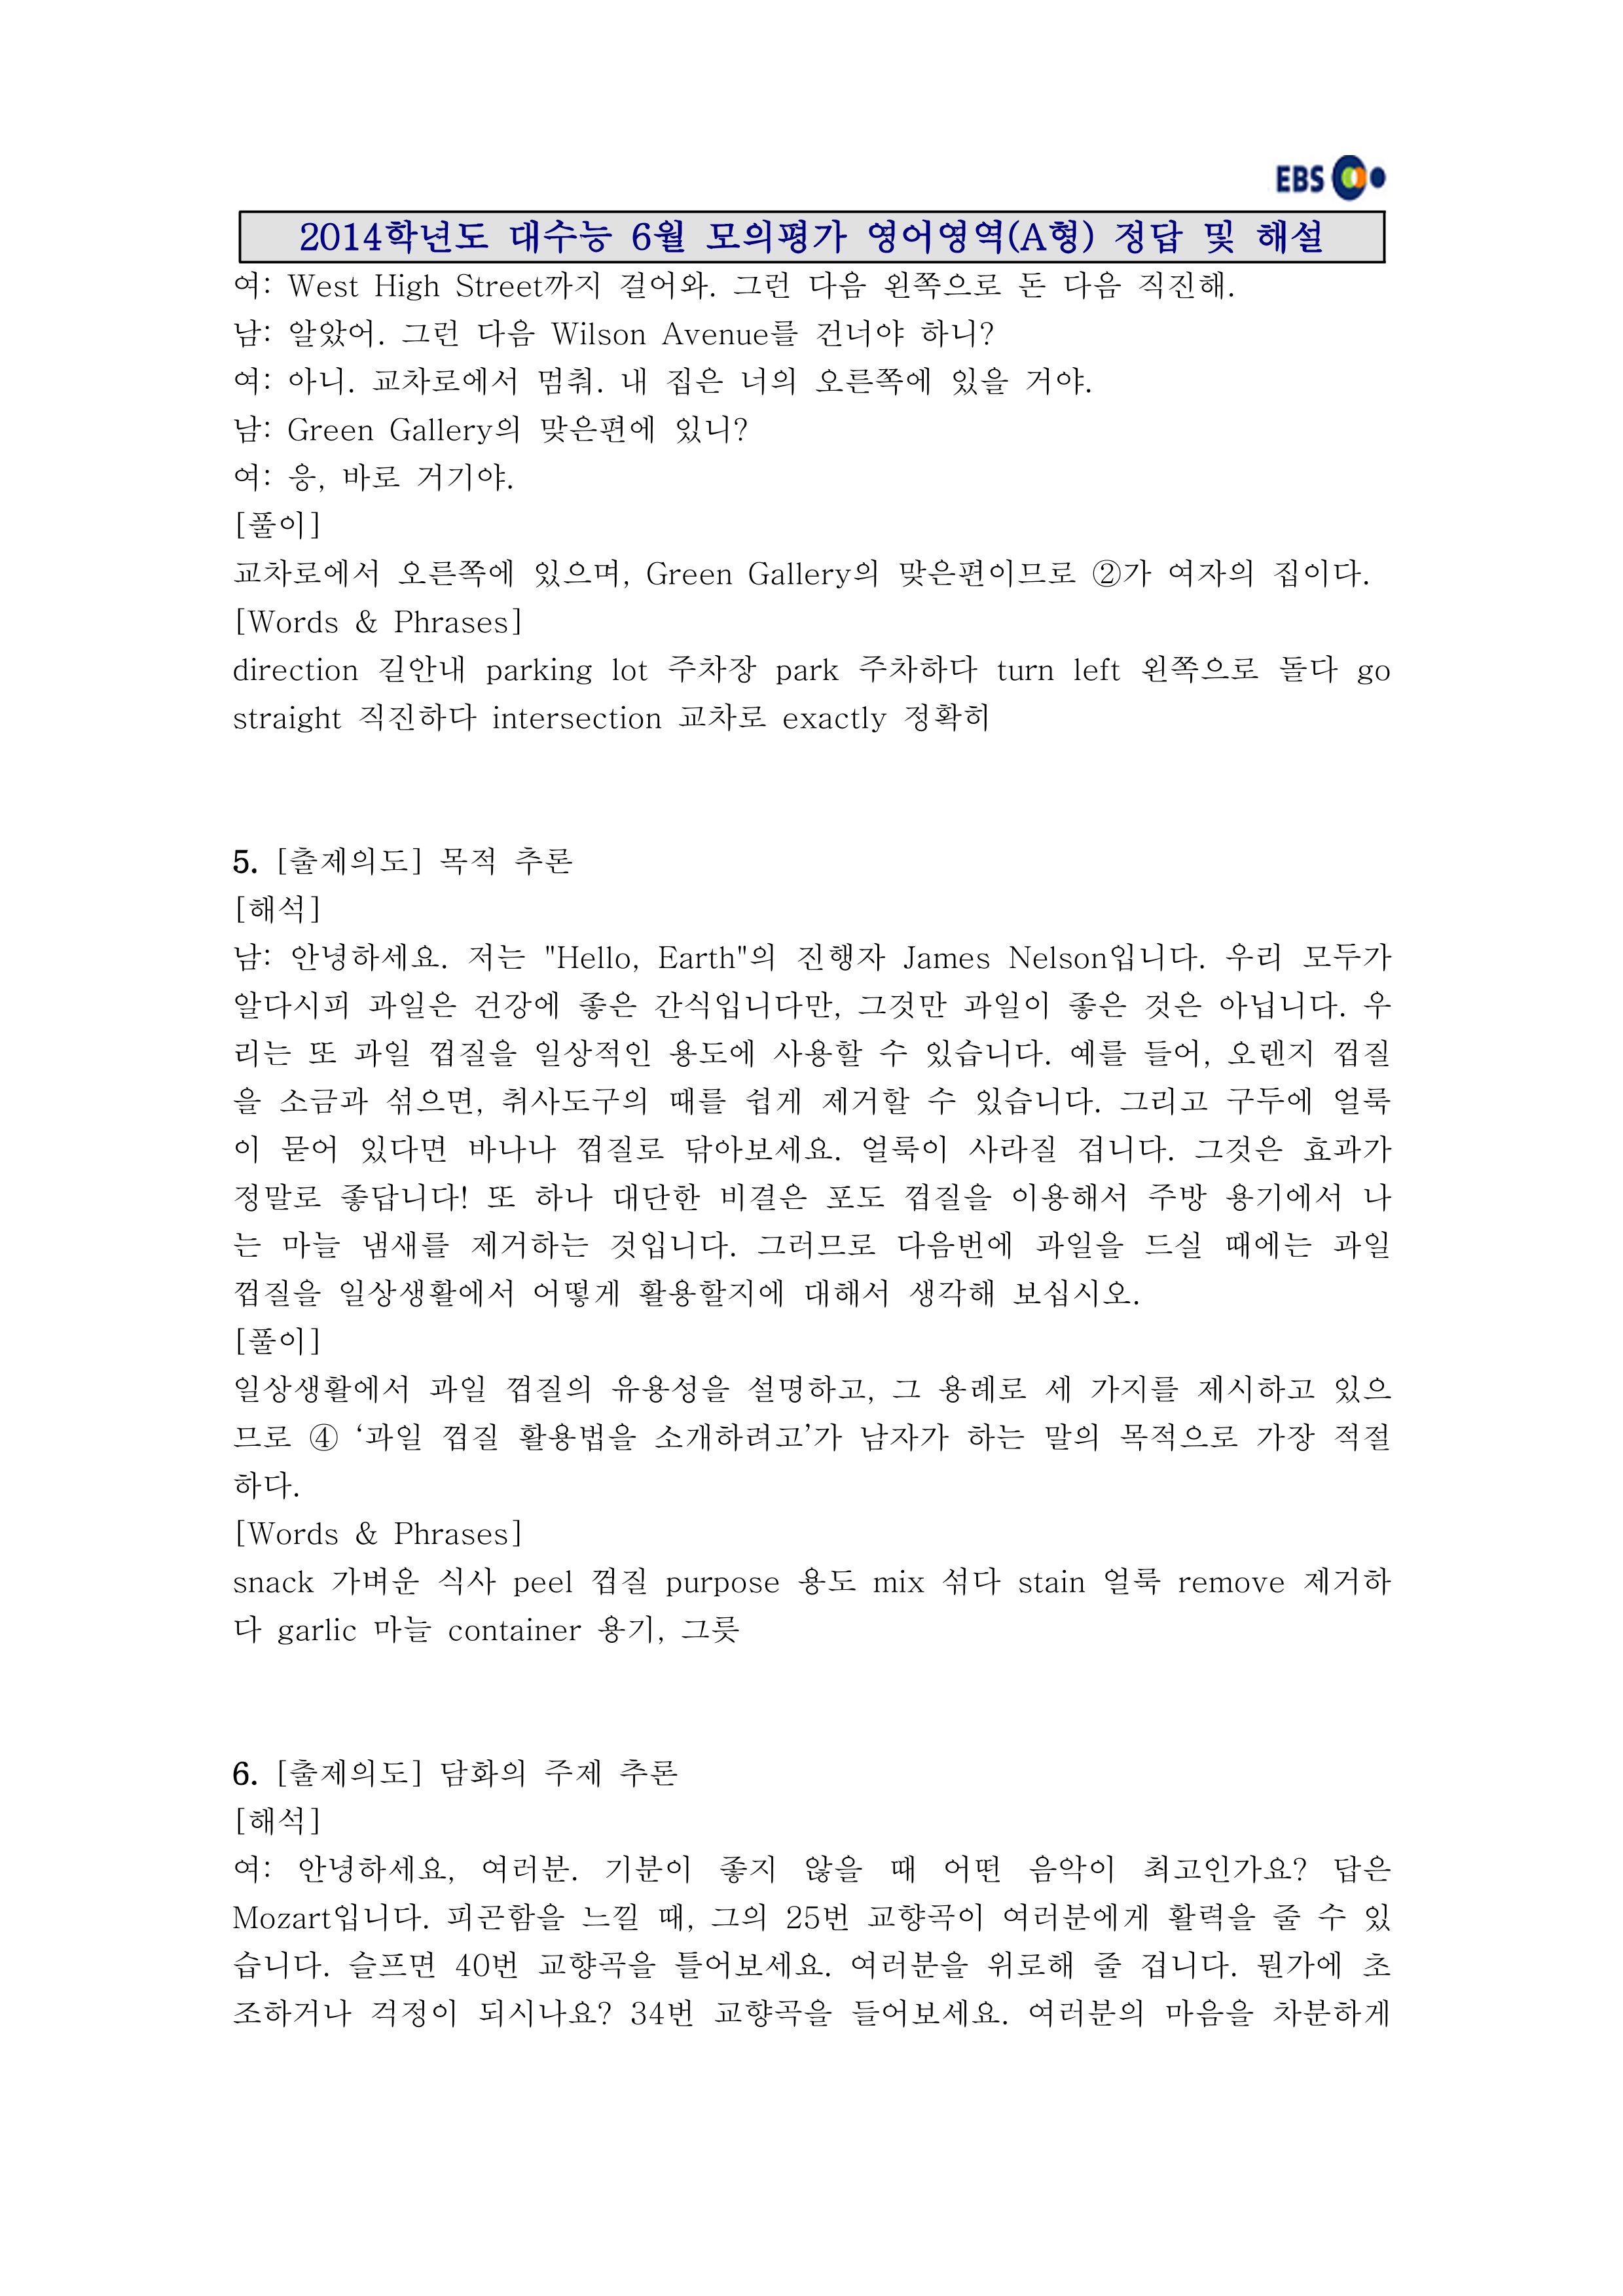 EBS
2014학년도 대수능 6월 모의평가 영어영역(A형) 정답 및 해설
여: West High Street까지 걸어와. 그런 다음 왼쪽으로 돈 다음 직진해.
남: 알았어. 그런 다음 Wilson Avenue를 건너야 하니?
여: 아니. 교차로에서 멈춰. 내 집은 너의 오른쪽에 있을 거야.
남: Green Gallery의 맞은편에 있니?
여: 응, 바로 거기야.
[풀이]
교차로에서 오른쪽에 있으며, Green Gallery의 맞은편이므로 ②가 여자의 집이다.
[Words & Phrases]
direction 길안내 parking lot 주차장 park 주차하다 turn left 왼쪽으로 돌다 go
straight 직진하다 intersection 교차로 exactly 정확히
5. [출제의도] 목적 추론
[해석]
남: 안녕하세요. 저는 "Hello, Earth"의 진행자 James Nelson입니다. 우리 모두가
알다시피 과일은 건강에 좋은 간식입니다만, 그것만 과일이 좋은 것은 아닙니다. 우
리는 또 과일 껍질을 일상적인 용도에 사용할 수 있습니다. 예를 들어, 오렌지 껍질
을 소금과 섞으면, 취사도구의 때를 쉽게 제거할 수 있습니다. 그리고 구두에 얼룩
이 묻어 있다면 바나나 껍질로 닦아보세요. 얼룩이 사라질 겁니다. 그것은 효과가
정말로 좋답니다! 또 하나 대단한 비결은 포도 껍질을 이용해서 주방 용기에서 나
는 마늘 냄새를 제거하는 것입니다. 그러므로 다음번에 과일을 드실 때에는 과일
껍질을 일상생활에서 어떻게 활용할지에 대해서 생각해 보십시오.
[풀이]
일상생활에서 과일 껍질의 유용성을 설명하고, 그 용례로 세 가지를 제시하고 있으
므로 ④ ‘과일 껍질 활용법을 소개하려고’가 남자가 하는 말의 목적으로 가장 적절
하다.
[Words & Phrases]
snack 가벼운 식사 peel 껍질 purpose 용도 mix 섞다 stain 얼룩 remove 제거하
다 garlic 마늘 container 용기, 그릇
6. [출제의도] 담화의 주제 추론
[해석]
여: 안녕하세요, 여러분. 기분이 좋지 않을 때 어떤 음악이 최고인가요? 답은
Mozart입니다. 피곤함을 느낄 때, 그의 25번 교향곡이 여러분에게 활력을 줄 수 있
습니다. 슬프면 40번 교향곡을 틀어보세요. 여러분을 위로해 줄 겁니다. 뭔가에 초
조하거나 걱정이 되시나요? 34번 교향곡을 들어보세요. 여러분의 마음을 차분하게